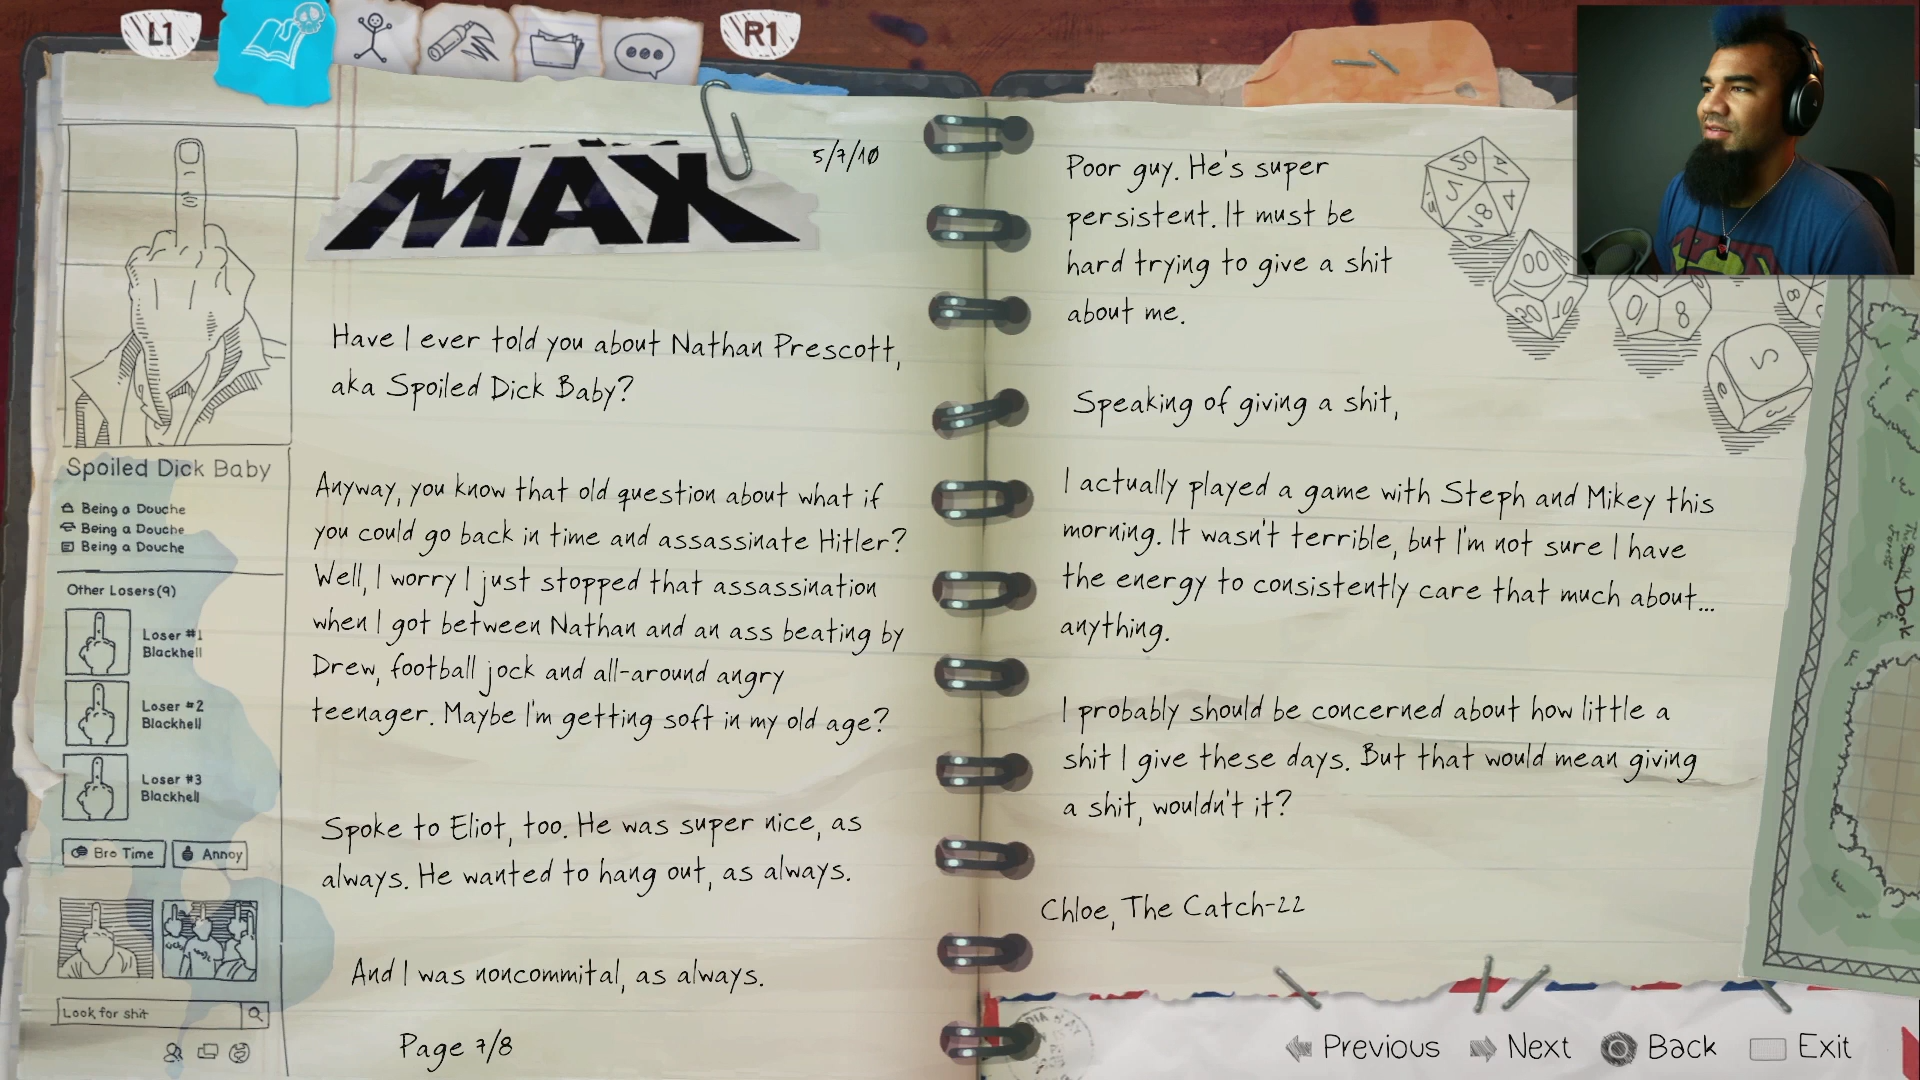 L1
R1
MAX
5/7/10
Have I ever told you about Nathan Prescott,
aka Spoiled Dick Baby?
Anyway, you know that old question about what if
you could go back in time and assassinate Hitler?
Well, I worry I just stopped that assassination
when I got between Nathan and an ass beating by
Drew, football jock and all-around angry
teenager. Maybe I'm getting soft in my old age?
Spoke to Eliot, too. He was super nice, as
always. He wanted to hang out, as always.
And I was noncommital, as always.
Page 7/8
Spoiled Dick Baby
Being a Douche
Being a Douche
Being a Douche
Other Losers(9)
Loser #1
Blackhell
Loser #2
Blackhell
Loser #3
Blackhell
Bro Time
Annoy
Look for shit
Poor guy. He's super
persistent. It must be
hard trying to give a shit
about me.
Speaking of giving a shit,
I actually played a game with Steph and Mikey this
morning. It wasn't terrible, but I'm not sure I have
the energy to consistently care that much about...
anything.
I probably should be concerned about how little a
shit I give these days. But that would mean giving
a shit, wouldn't it?
Chloe, The Catch-22
Previous
Next
Back
Exit